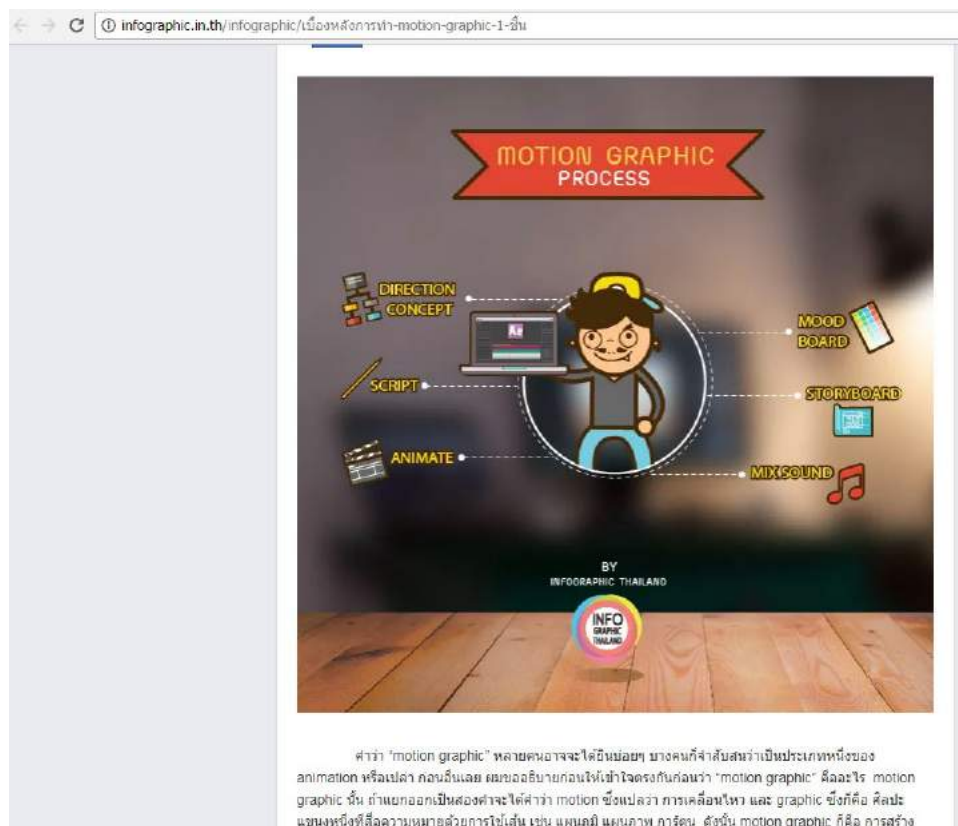 infographic.in.th/infographic/เบื้องหลังการทำ-motion-graphic-1-ชิ้น
MOTION GRAPHIC
PROCESS
DIRECTION
CONCEPT
Ae
MOOD
BOARD
SCRIPT
STORYBOARD
ANIMATE
MIX SOUND
BY
INFOGRAPHIC THAILAND
INFO
GRAPHIC
THAILAND
คำว่า "motion graphic" หลายคนอาจจะได้ยินบ่อยๆ บางคนก็จำสับสนว่าเป็นประเภทหนึ่งของ
animation หรือเปล่า ก่อนอื่นเลย ผมขออธิบายก่อนให้เข้าใจตรงกันก่อนว่า "motion graphic" คืออะไร motion
graphic นั้น ถ้าแยกออกเป็นสองคำจะได้คำว่า motion ซึ่งแปลว่า การเคลื่อนไหว และ graphic ซึ่งก็คือ ศิลปะ
แขนงหนึ่งที่สื่อความหมายด้วยการใช้เส้น เช่น แผนภูมิ แผนภาพ การ์ตูน ดังนั้น motion graphic ก็คือ การสร้าง